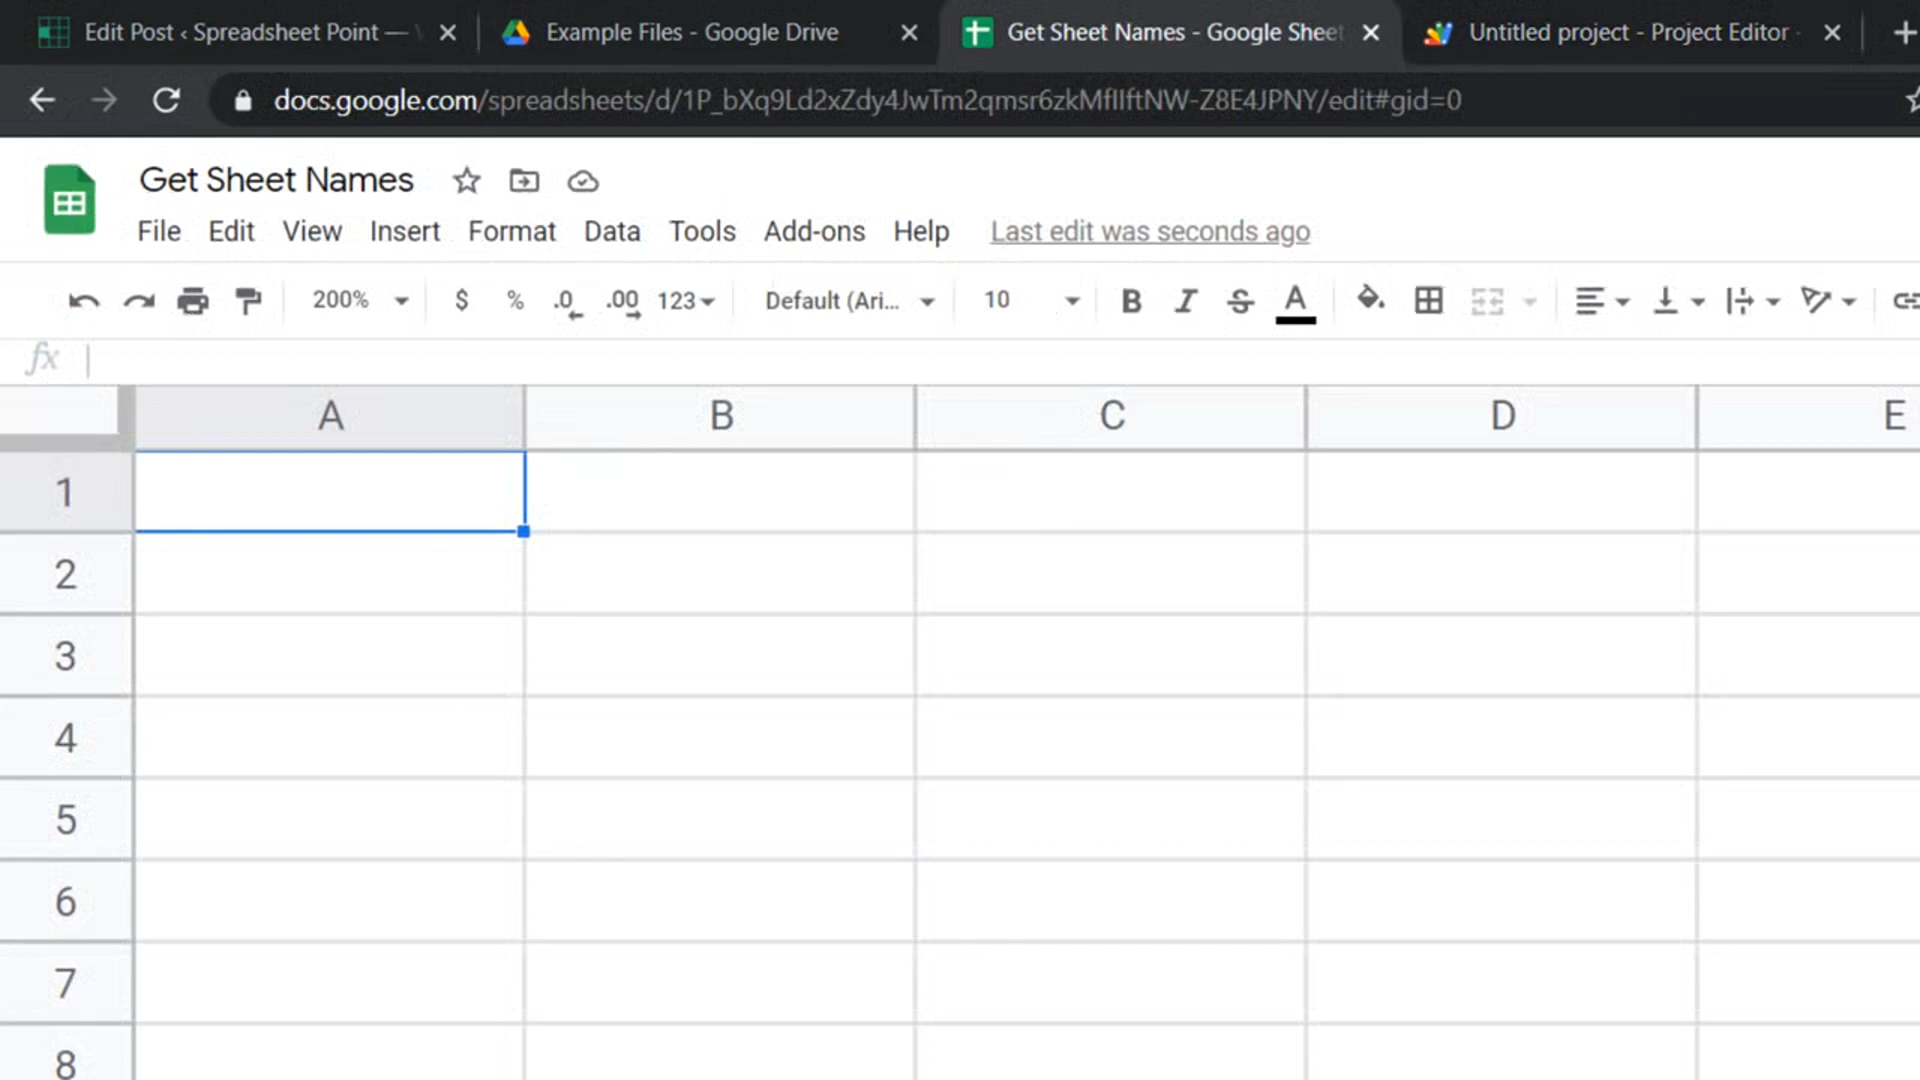 Edit Post ‹ Spreadsheet Point —
Example Files - Google Drive
Get Sheet Names - Google Sheet
Untitled project - Project Editor -
docs.google.com/spreadsheets/d/1P_bXq9Ld2xZdy4JwTm2qmsr6zkMfIIftNW-Z8E4JPNY/edit#gid=0
Get Sheet Names
File Edit View Insert Format Data Tools Add-ons Help Last edit was seconds ago
200% $ % .0 .00 123 Default (Ari... 10 B I S A
fx
A B C D E
1
2
3
4
5
6
7
8